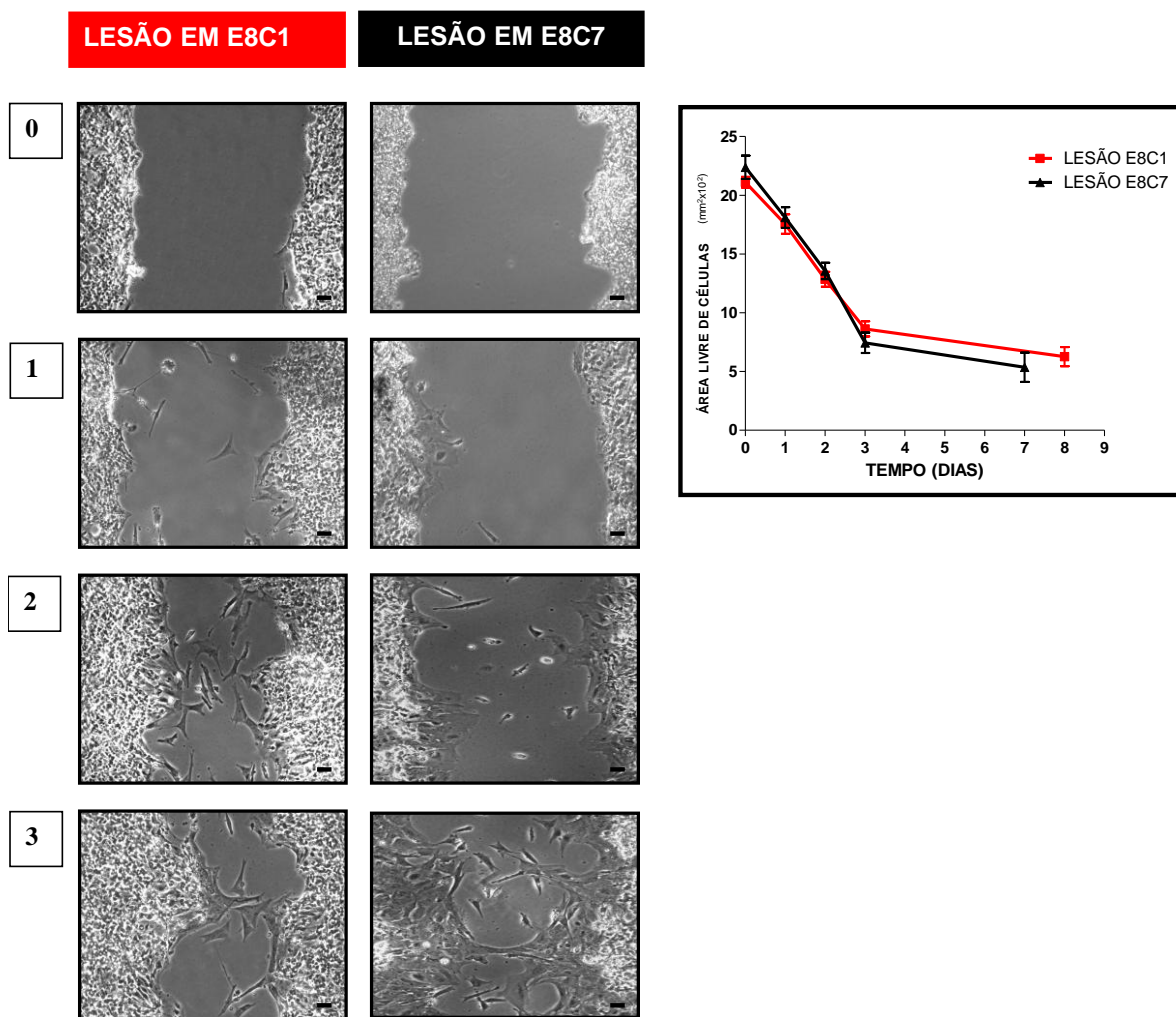 LESÃO EM E8C1
LESÃO EM E8C7
0
1
2
3
25
20
15
10
5
0
ÁREA LIVRE DE CÉLULAS (mm²x10²)
LESÃO E8C1
LESÃO E8C7
0 1 2 3 4 5 6 7 8 9
TEMPO (DIAS)